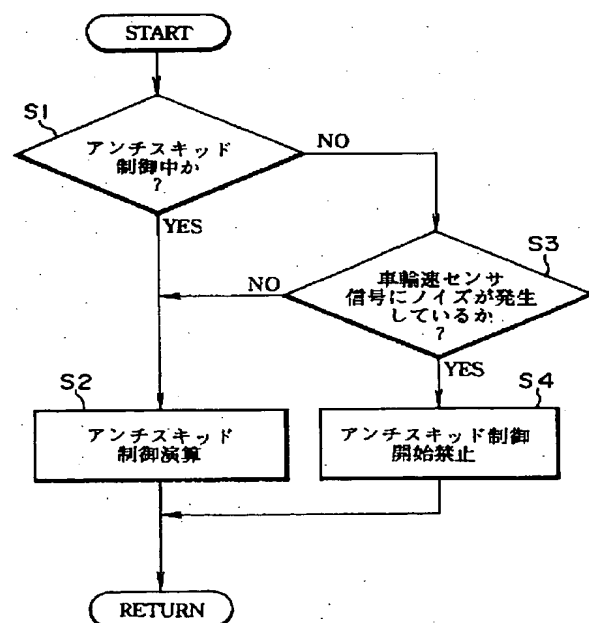 START
S1
アンチスキッド
制御中か
?
NO
YES
S3
車輪速センサ
信号にノイズが発生
しているか
?
NO
YES
S2
アンチスキッド
制御演算
S4
アンチスキッド制御
開始禁止
RETURN